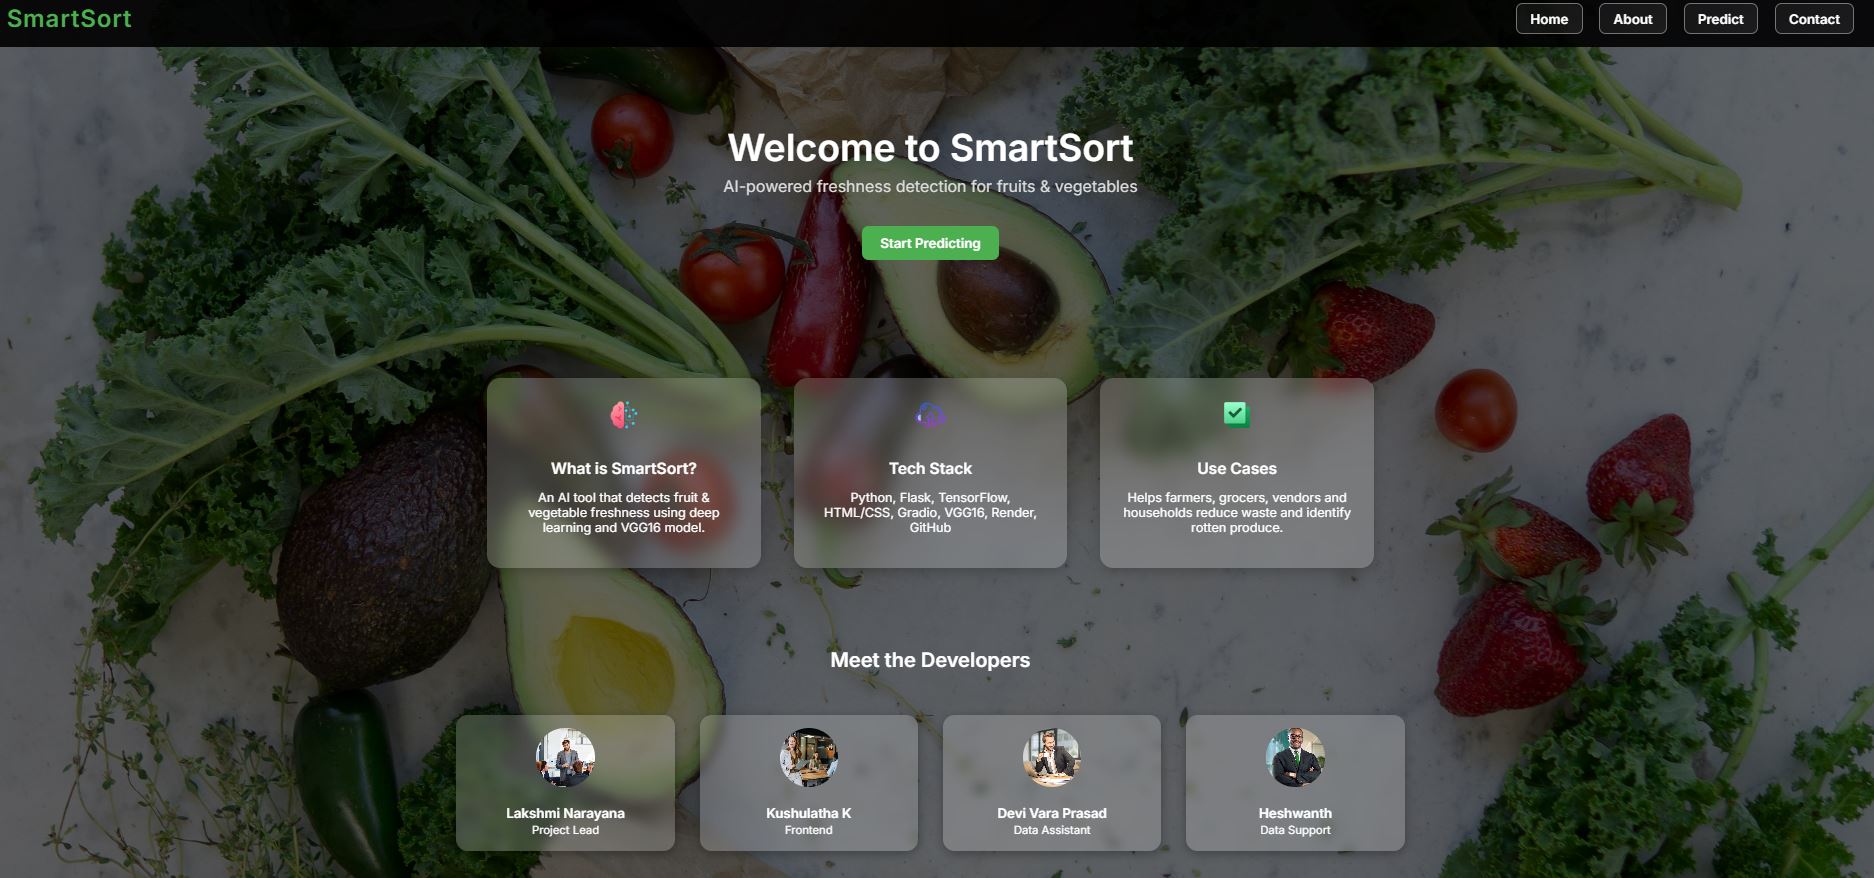 SmartSort
Home
About
Predict
Contact
Welcome to SmartSort
AI-powered freshness detection for fruits & vegetables
Start Predicting
What is SmartSort?
An AI tool that detects fruit &
vegetable freshness using deep
learning and VGG16 model.
Tech Stack
Python, Flask, TensorFlow,
HTML/CSS, Gradio, VGG16, Render,
GitHub
Use Cases
Helps farmers, grocers, vendors and
households reduce waste and identify
rotten produce.
Meet the Developers
Lakshmi Narayana
Project Lead
Kushulatha K
Frontend
Devi Vara Prasad
Data Assistant
Heshwanth
Data Support